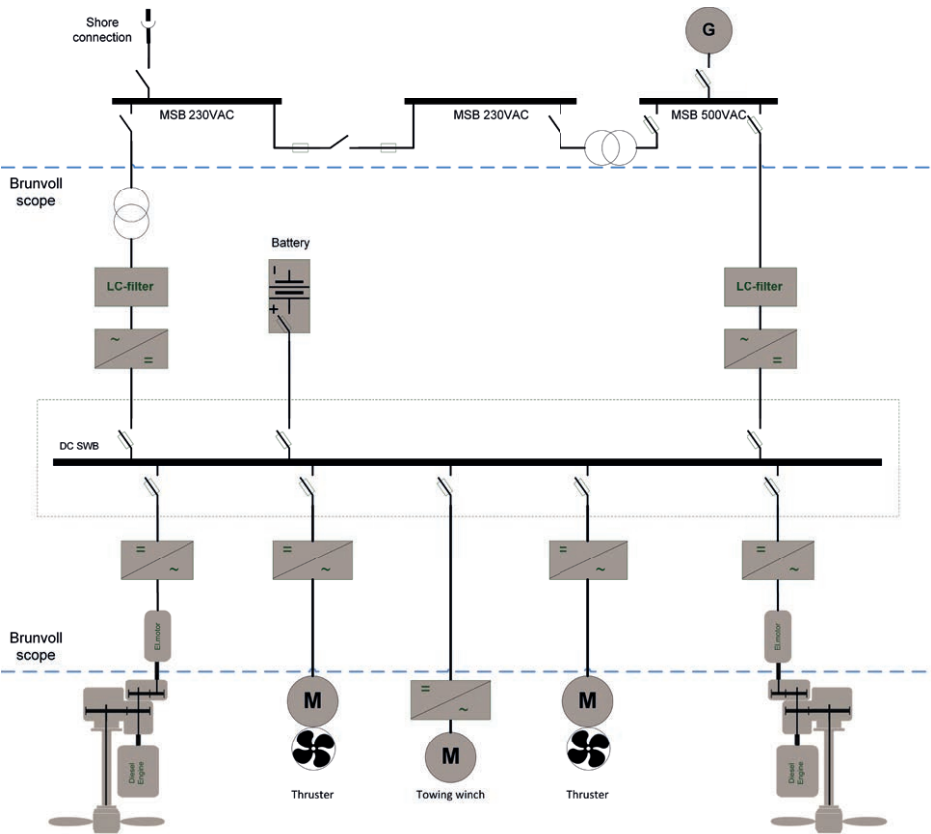 Shore
connection
G
MSB 230VAC
MSB 230VAC
MSB 500VAC
Brunvoll
scope
Battery
LC-filter
LC-filter
~
=
-
+
~
=
DC SWB
=
~
=
~
=
~
=
~
El.motor
El.motor
Brunvoll
scope
M
=
~
M
M
Diesel
Engine
Diesel
Engine
Thruster
Towing winch
Thruster